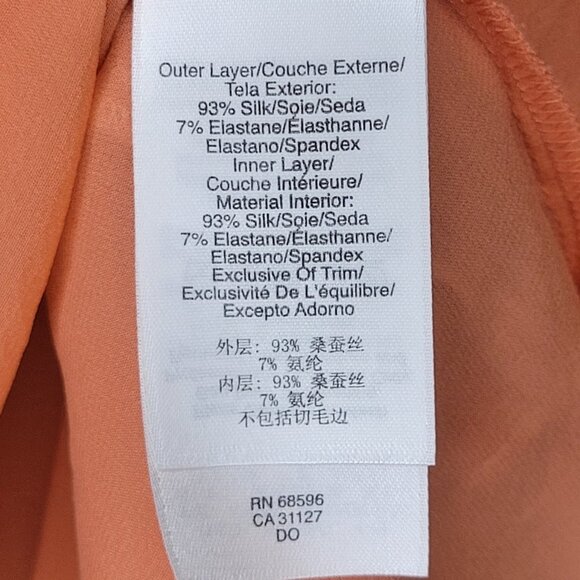 Outer Layer/Couche Externe/
Tela Exterior:
93% Silk/Soie/Seda
7% Elastane/Élasthanne/
Elastano/Spandex
Inner Layer/
Couche Intérieure/
Material Interior:
93% Silk/Soie/Seda
7% Elastane/Élasthanne/
Elastano/Spandex
Exclusive Of Trim/
Exclusivité De L'équilibre/
Excepto Adorno
外层: 93% 桑蚕丝
7% 氨纶
内层: 93% 桑蚕丝
7% 氨纶
不包括切毛边
RN 68596
CA 31127
DO